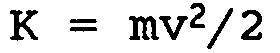 K = mv²/2